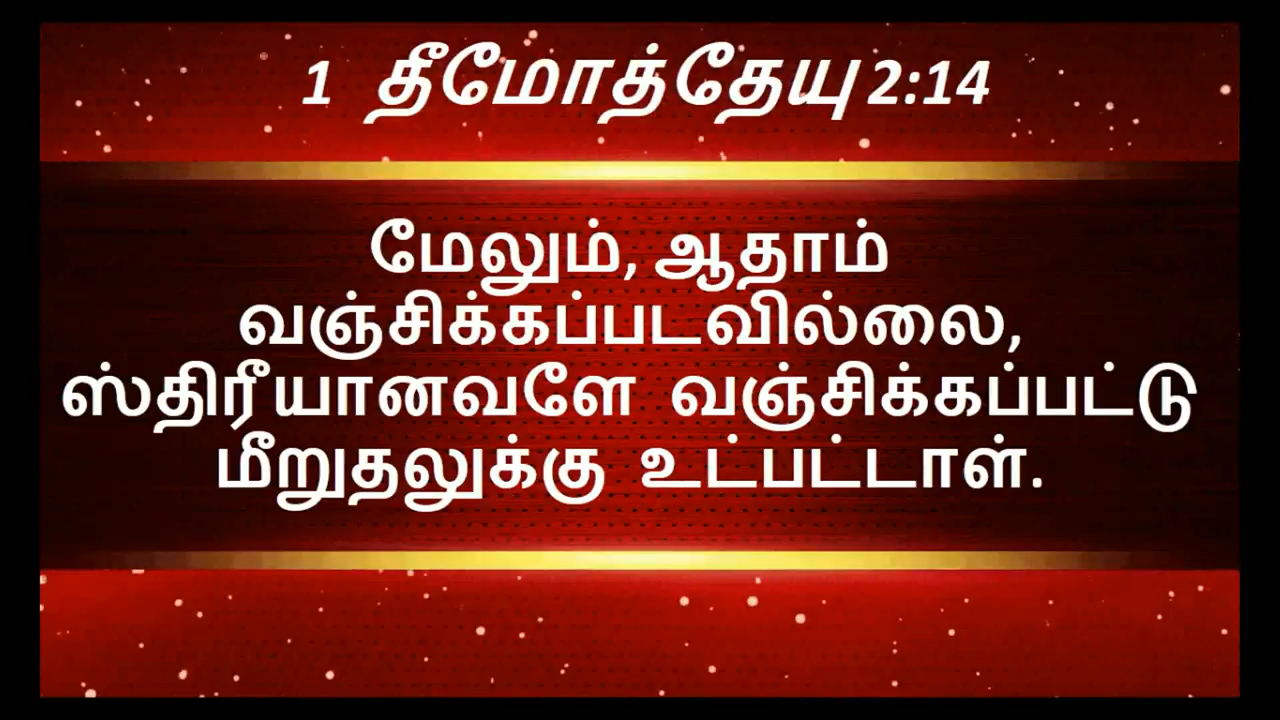 1 தீமோத்தேயு 2:14
மேலும், ஆதாம்
வஞ்சிக்கப்படவில்லை,
ஸ்திரீயானவளே வஞ்சிக்கப்பட்டு
மீறுதலுக்கு உட்பட்டாள்.